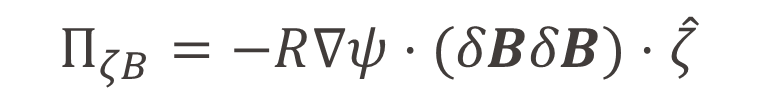 Π_{ζB} = −R∇ψ · (δ𝑩δ𝑩) · ζ̂